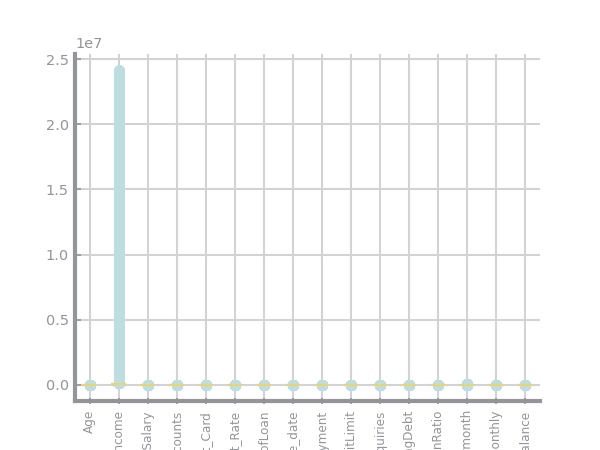 1e7
2.5
2.0
1.5
1.0
0.5
0.0
Age
ncome
Salary
counts
_Card
t_Rate
ofLoan
e_date
yment
itLimit
quiries
gDebt
nRatio
month
onthly
alance